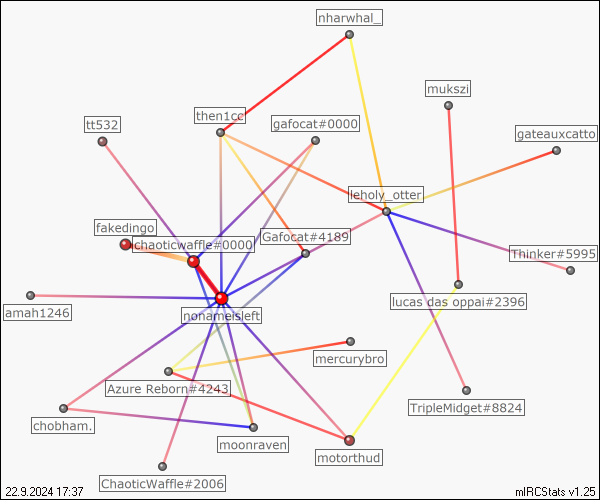 nharwhal_
mukszi
then1cc
gafocat#0000
tt532
gateauxcatto
leholy_otter
fakedingo
chaoticwaffle#0000
Gafocat#4189
Thinker#5995
lucas das oppai#2396
amah1246
nonameisleft
mercurybro
Azure Reborn#4243
TripleMidget#8824
chobham.
moonraven
motorthud
ChaoticWaffle#2006
22.9.2024 17:37
mIRCStats v1.25